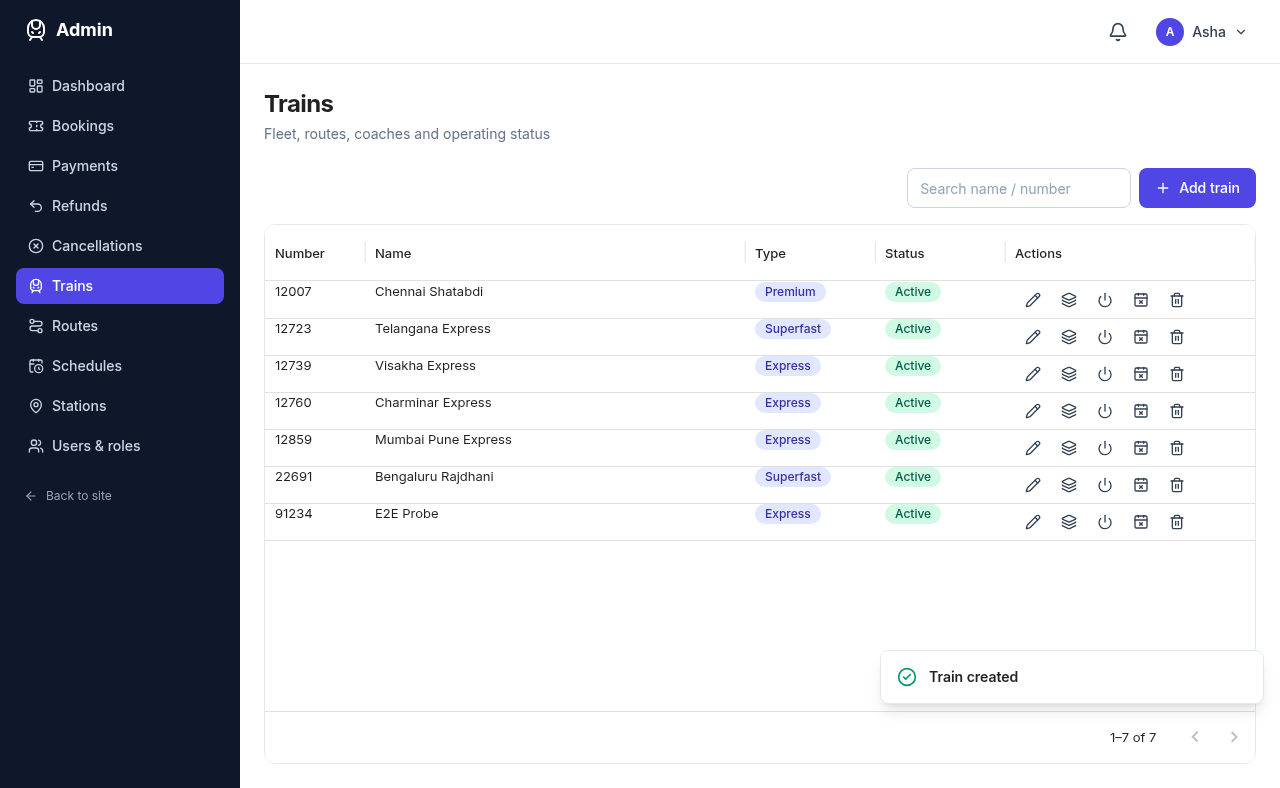 Admin
Dashboard
Bookings
Payments
Refunds
Cancellations
Trains
Routes
Schedules
Stations
Users & roles
Back to site
A Asha
Trains
Fleet, routes, coaches and operating status
Search name / number
Add train
Number Name Type Status Actions
12007 Chennai Shatabdi Premium Active
12723 Telangana Express Superfast Active
12739 Visakha Express Express Active
12760 Charminar Express Express Active
12859 Mumbai Pune Express Express Active
22691 Bengaluru Rajdhani Superfast Active
91234 E2E Probe Express Active
Train created
1–7 of 7